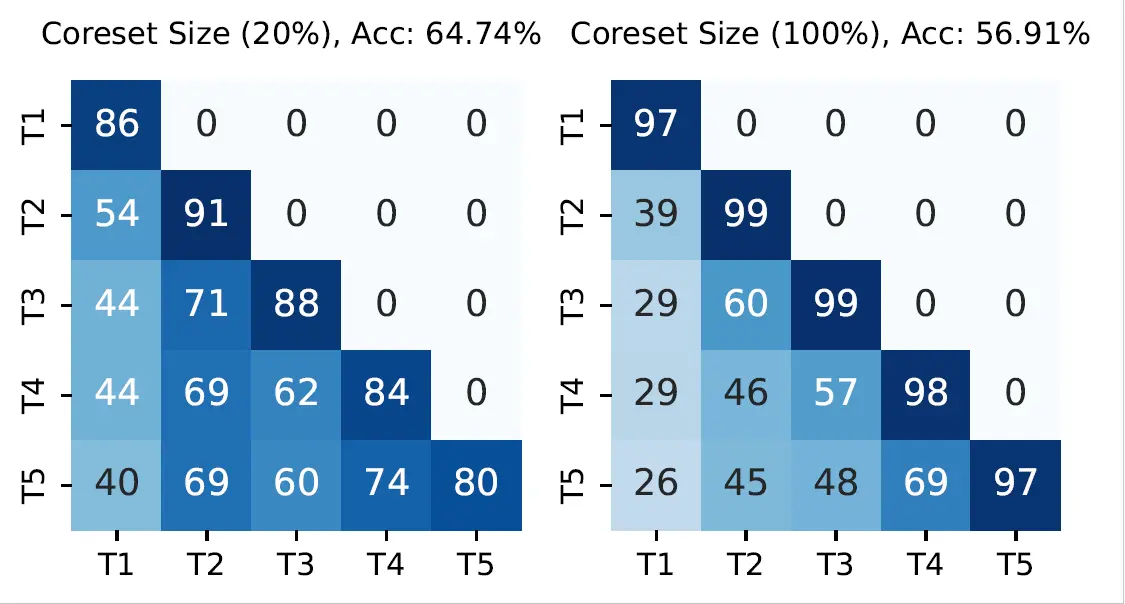 Coreset Size (20%), Acc: 64.74%
T1 86 0 0 0 0
T2 54 91 0 0 0
T3 44 71 88 0 0
T4 44 69 62 84 0
T5 40 69 60 74 80
T1 T2 T3 T4 T5
Coreset Size (100%), Acc: 56.91%
T1 97 0 0 0 0
T2 39 99 0 0 0
T3 29 60 99 0 0
T4 29 46 57 98 0
T5 26 45 48 69 97
T1 T2 T3 T4 T5